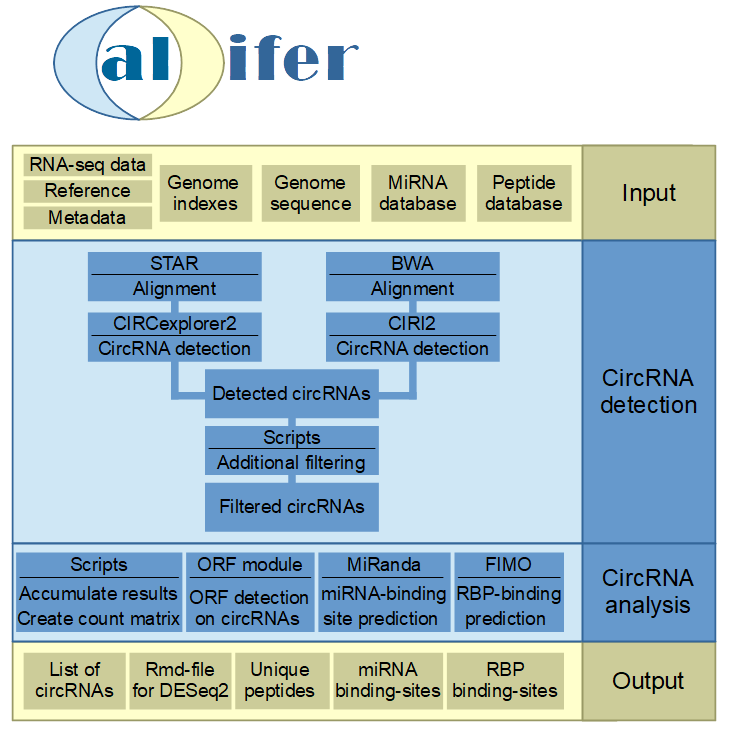 Calcifer
RNA-seq data
Reference
Metadata
Genome
indexes
Genome
sequence
MiRNA
database
Peptide
database
Input
STAR
Alignment
BWA
Alignment
CIRCexplorer2
CircRNA detection
CIRI2
CircRNA detection
Detected circRNAs
Scripts
Additional filtering
Filtered circRNAs
CircRNA
detection
Scripts
Accumulate results
Create count matrix
ORF module
ORF detection
on circRNAs
MiRanda
miRNA-binding
site prediction
FIMO
RBP-binding
prediction
CircRNA
analysis
List of
circRNAs
Rmd-file
for DESeq2
Unique
peptides
miRNA
binding-sites
RBP
binding-sites
Output